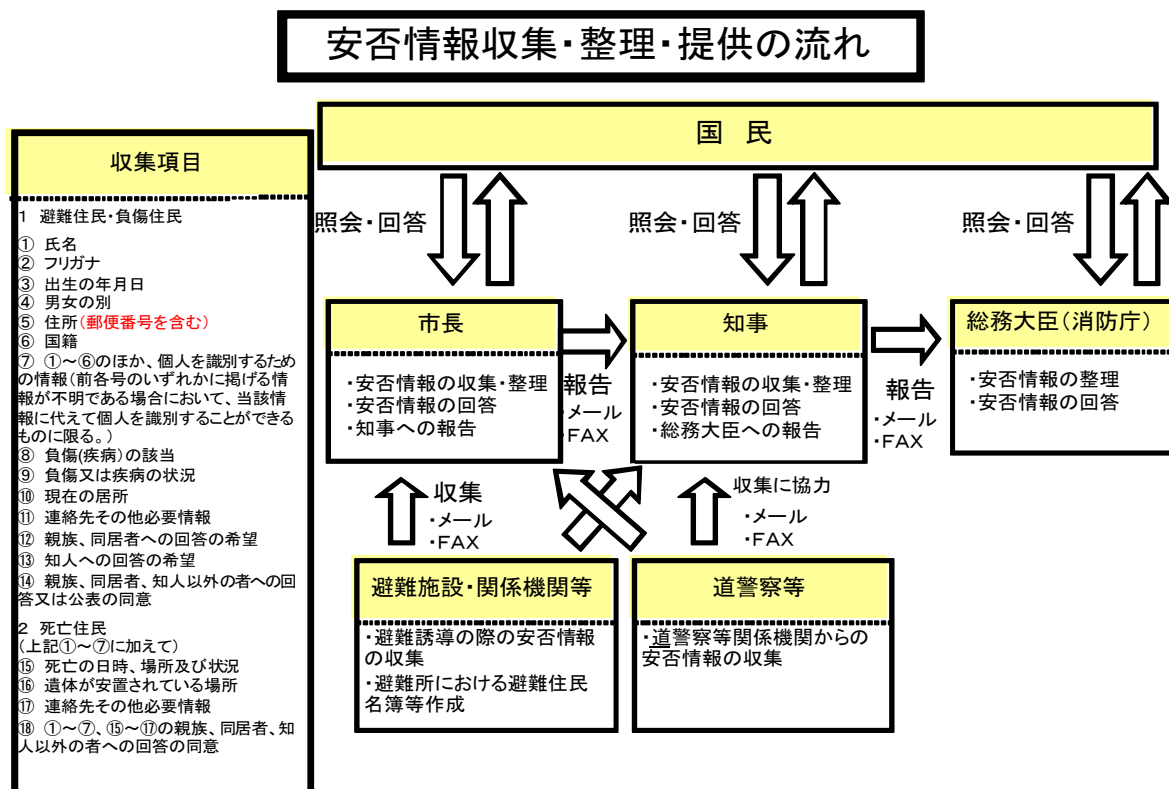 安否情報収集・整理・提供の流れ
国 民
収集項目
1 避難住民・負傷住民
① 氏名
② フリガナ
③ 出生の年月日
④ 男女の別
⑤ 住所(郵便番号を含む)
⑥ 国籍
⑦ ①～⑥のほか、個人を識別するため
の情報(前各号のいずれかに掲げる情
報が不明である場合において、当該情
報に代えて個人を識別することができる
ものに限る。)
⑧ 負傷(疾病)の該当
⑨ 負傷又は疾病の状況
⑩ 現在の居所
⑪ 連絡先その他必要情報
⑫ 親族、同居者への回答の希望
⑬ 知人への回答の希望
⑭ 親族、同居者、知人以外の者への回
答又は公表の同意
2 死亡住民
(上記①～⑦に加えて)
⑮ 死亡の日時、場所及び状況
⑯ 遺体が安置されている場所
⑰ 連絡先その他必要情報
⑱ ①～⑦、⑮～⑰の親族、同居者、知
人以外の者への回答の同意
照会・回答
照会・回答
照会・回答
市長
・安否情報の収集・整理
・安否情報の回答
・知事への報告
報告
・メール
・FAX
知事
・安否情報の収集・整理
・安否情報の回答
・総務大臣への報告
報告
・メール
・FAX
総務大臣(消防庁)
・安否情報の整理
・安否情報の回答
収集
・メール
・FAX
収集に協力
・メール
・FAX
避難施設・関係機関等
・避難誘導の際の安否情報
の収集
・避難所における避難住民
名簿等作成
道警察等
・道警察等関係機関からの
安否情報の収集